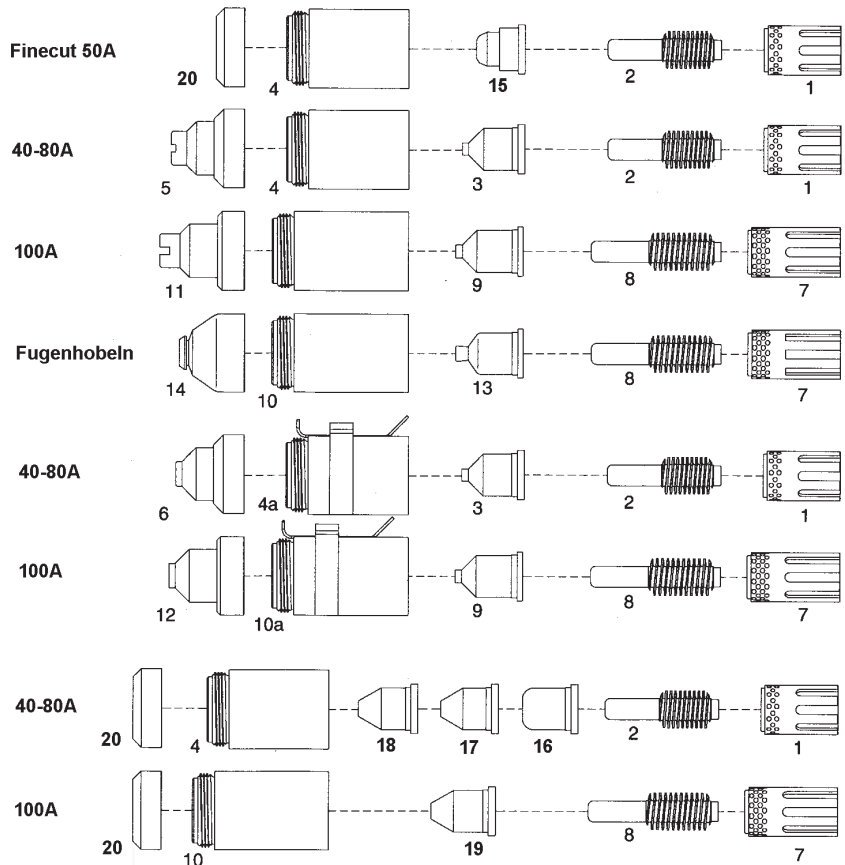 Finecut 50A
20 4 15 2 1
40-80A
5 4 3 2 1
100A
11 9 8 7
Fugenhobeln
14 10 13 8 7
40-80A
6 4a 3 2 1
100A
12 10a 9 8 7
40-80A
20 4 18 17 16 2 1
100A
20 10 19 8 7